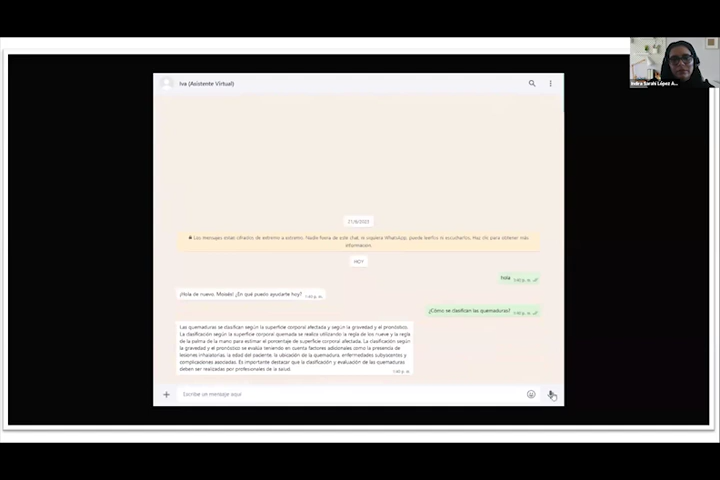 Iva (Asistente Virtual)
Indira Sarahi López A...
21/8/2023
Los mensajes están cifrados de extremo a extremo. Nadie fuera de este chat, ni siquiera WhatsApp, puede leerlos ni escucharlos. Haz clic para obtener más
información.
HOY
hola
¡Hola de nuevo, Moisés! ¿En qué puedo ayudarte hoy?
¿Cómo se clasifican las quemaduras?
Las quemaduras se clasifican según la superficie corporal afectada y según la gravedad y el pronóstico.
La clasificación según la superficie corporal quemada se realiza utilizando la regla de los nueve y la regla
de la palma de la mano para estimar el porcentaje de superficie corporal afectada. La clasificación según
la gravedad y el pronóstico se evalúa teniendo en cuenta factores adicionales como la presencia de
lesiones inhalatorias, la edad del paciente, la ubicación de la quemadura, enfermedades subyacentes y
complicaciones asociadas. Es importante destacar que la clasificación y evaluación de las quemaduras
deben ser realizadas por profesionales de la salud.
Escribe un mensaje aquí